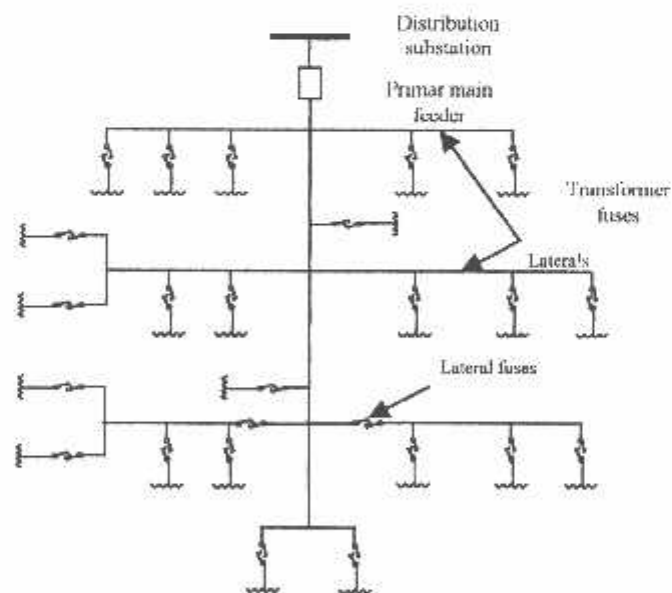 Distribution
substation
Primar main
feeder
Transformer
fuses
Laterals
Lateral fuses